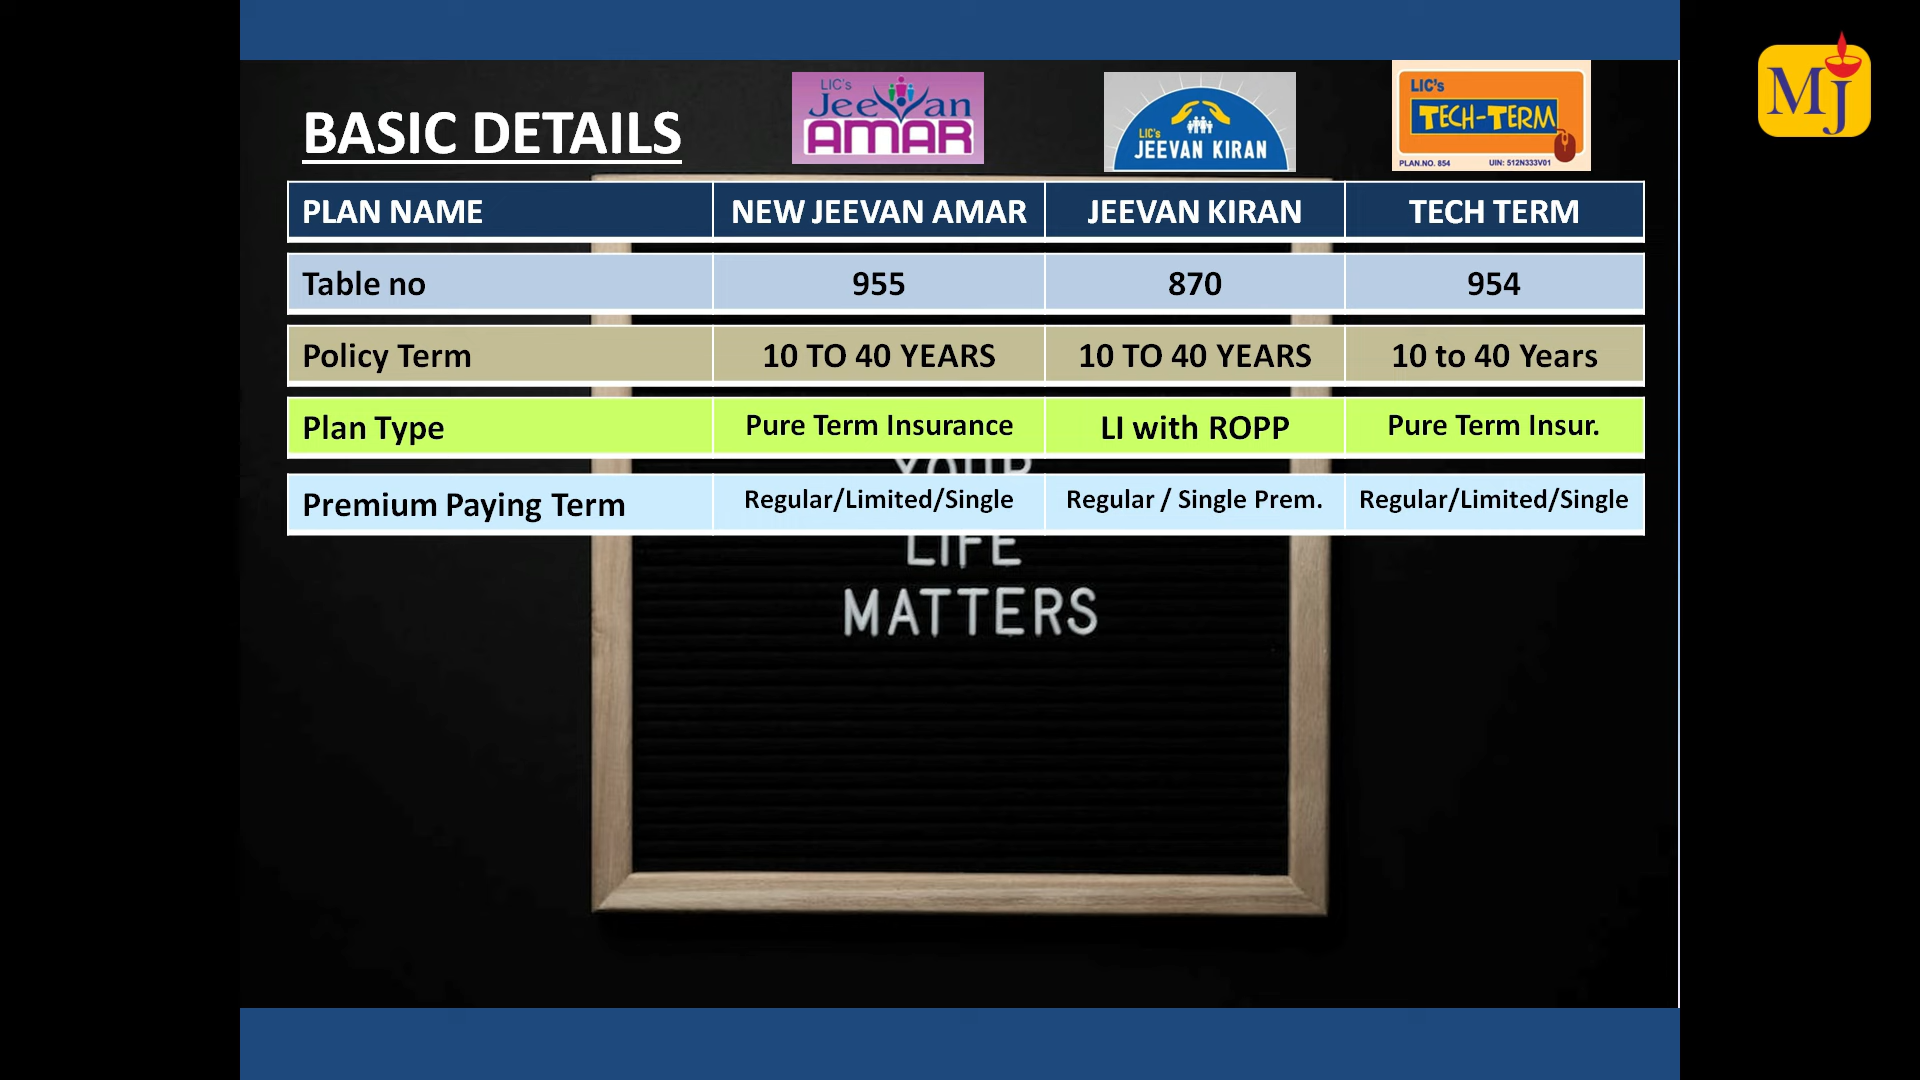 BASIC DETAILS
LIC's
Jeevan
AMAR
LIC's
JEEVAN KIRAN
LIC's
TECH-TERM
PLAN.NO. 854 UIN: 512N333V01
MJ
PLAN NAME NEW JEEVAN AMAR JEEVAN KIRAN TECH TERM
Table no 955 870 954
Policy Term 10 TO 40 YEARS 10 TO 40 YEARS 10 to 40 Years
Plan Type Pure Term Insurance LI with ROPP Pure Term Insur.
YOUR
Premium Paying Term Regular/Limited/Single Regular / Single Prem. Regular/Limited/Single
LIFE
MATTERS